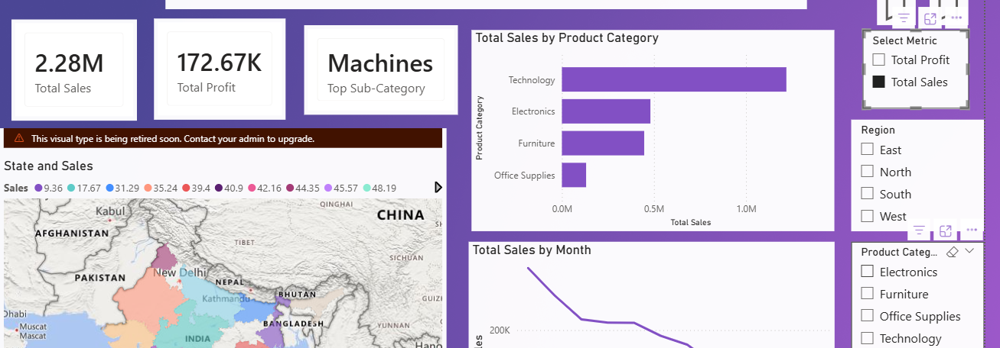 2.28M
Total Sales
172.67K
Total Profit
Machines
Top Sub-Category
This visual type is being retired soon. Contact your admin to upgrade.
State and Sales
Sales 9.36 17.67 31.29 35.24 39.4 40.9 42.16 44.35 45.57 48.19
QINGHAI
Kabul
CHINA
AFGHANISTAN
TIBET
SICHUAN
New Delhi
PAKISTAN
NEPAL
BHUTAN
Kathmandu
GUIZ
Dhabi
Muscat
Mascat
BANGLADESH
YUNNAN
INDIA
Hano
Total Sales by Product Category
Product Category
Technology
Electronics
Furniture
Office Supplies
0.0M 0.5M 1.0M
Total Sales
Total Sales by Month
200K
les
Select Metric
Total Profit
Total Sales
Region
East
North
South
West
Product Categ...
Electronics
Furniture
Office Supplies
Technology